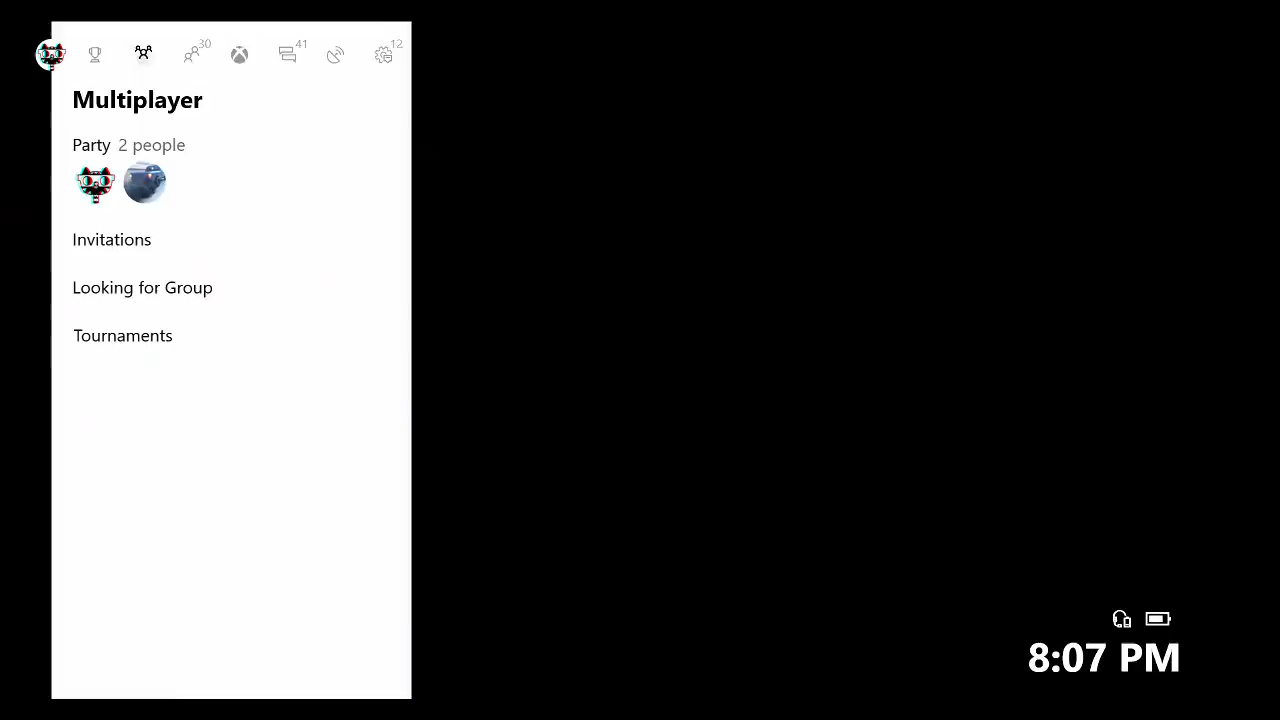 30
41
12
Multiplayer
Party 2 people
Invitations
Looking for Group
Tournaments
8:07 PM